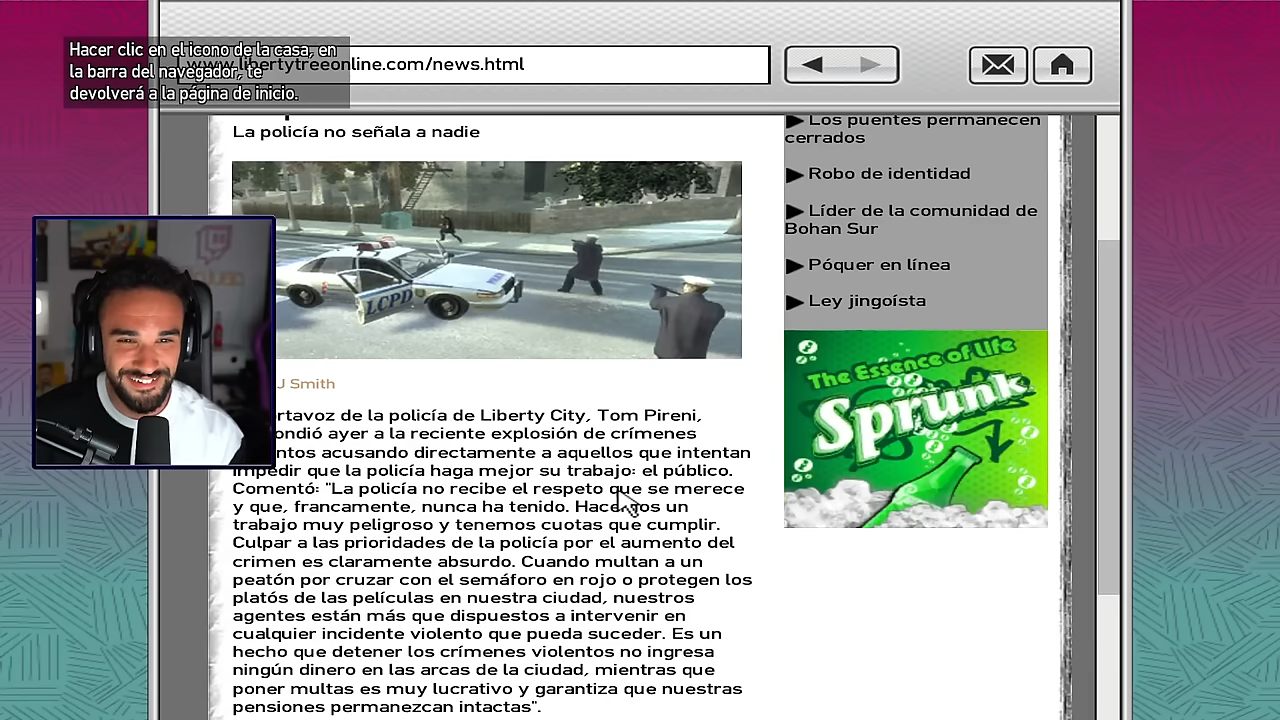 Hacer clic en el icono de la casa, en
la barra del navegador, te
devolverá a la página de inicio.
www.libertytreeonline.com/news.html
La policía no señala a nadie
LCPD
J Smith
rtavoz de la policía de Liberty City, Tom Pireni,
ondió ayer a la reciente explosión de crímenes
ntos acusando directamente a aquellos que intentan
impedir que la policía haga mejor su trabajo: el público.
Comentó: "La policía no recibe el respeto que se merece
y que, francamente, nunca ha tenido. Hacemos un
trabajo muy peligroso y tenemos cuotas que cumplir.
Culpar a las prioridades de la policía por el aumento del
crimen es claramente absurdo. Cuando multan a un
peatón por cruzar con el semáforo en rojo o protegen los
platós de las películas en nuestra ciudad, nuestros
agentes están más que dispuestos a intervenir en
cualquier incidente violento que pueda suceder. Es un
hecho que detener los crímenes violentos no ingresa
ningún dinero en las arcas de la ciudad, mientras que
poner multas es muy lucrativo y garantiza que nuestras
pensiones permanezcan intactas".
Los puentes permanecen
cerrados
Robo de identidad
Líder de la comunidad de
Bohan Sur
Póquer en línea
Ley jingoísta
The Essence of Life
Sprunk